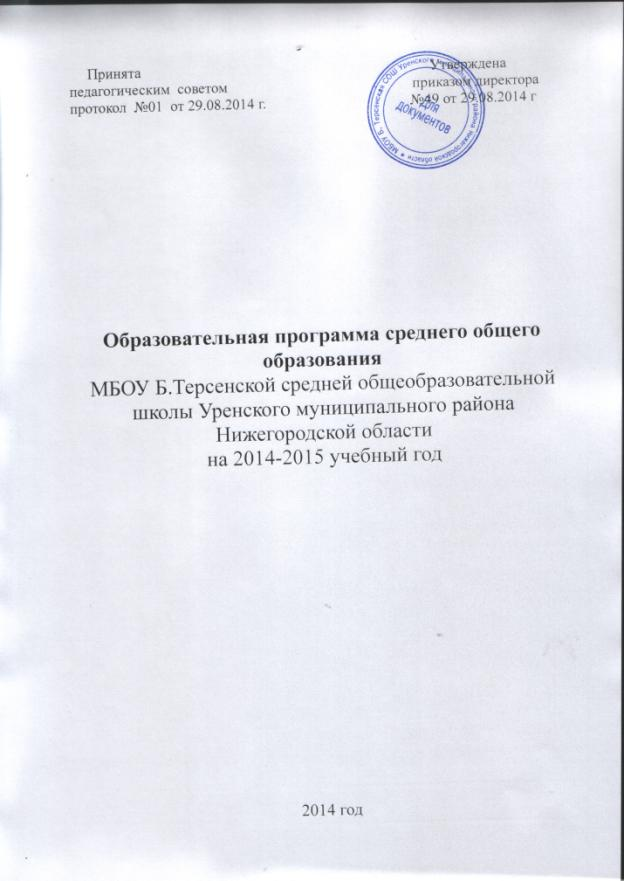 Принята
педагогическим советом
протокол №01 от 29.08.2014 г.
Утверждена
приказом директора
№49 от 29.08.2014 г
МБОУ Б. Терсенская СОШ Уренского района Нижегородской области
Для
документов
Образовательная программа среднего общего
образования
МБОУ Б.Терсенской средней общеобразовательной
школы Уренского муниципального района
Нижегородской области
на 2014-2015 учебный год
2014 год